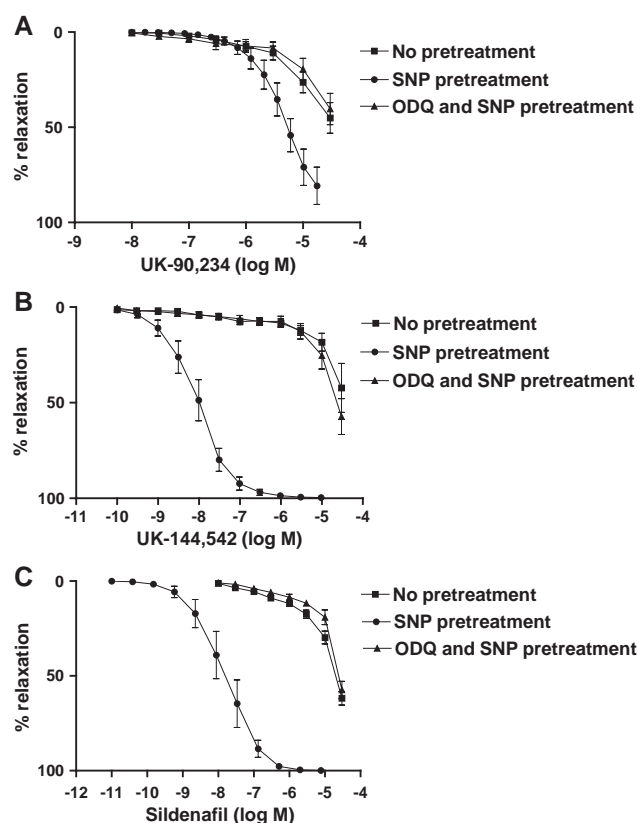 A
0
50
100
% relaxation
-9 -8 -7 -6 -5 -4
UK-90,234 (log M)
No pretreatment
SNP pretreatment
ODQ and SNP pretreatment
B
0
50
100
% relaxation
-11 -10 -9 -8 -7 -6 -5 -4
UK-144,542 (log M)
No pretreatment
SNP pretreatment
ODQ and SNP pretreatment
C
0
50
100
% relaxation
-12 -11 -10 -9 -8 -7 -6 -5 -4
Sildenafil (log M)
No pretreatment
SNP pretreatment
ODQ and SNP pretreatment